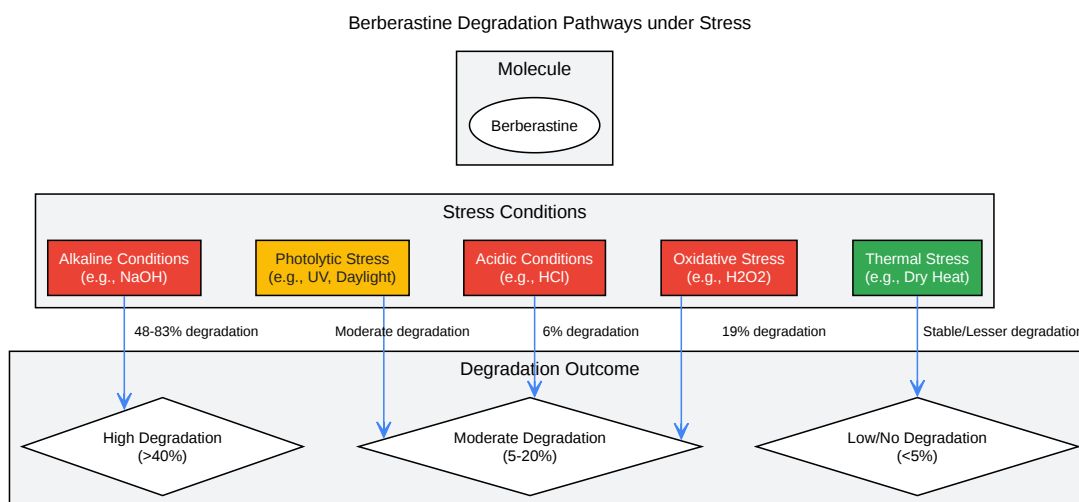 Berberastine Degradation Pathways under Stress
Molecule
Berberastine
Stress Conditions
Alkaline Conditions
(e.g., NaOH)
Photolytic Stress
(e.g., UV, Daylight)
Acidic Conditions
(e.g., HCl)
Oxidative Stress
(e.g., H2O2)
Thermal Stress
(e.g., Dry Heat)
48-83% degradation
Moderate degradation
6% degradation
19% degradation
Stable/Lesser degradation
Degradation Outcome
High Degradation
(>40%)
Moderate Degradation
(5-20%)
Low/No Degradation
(<5%)